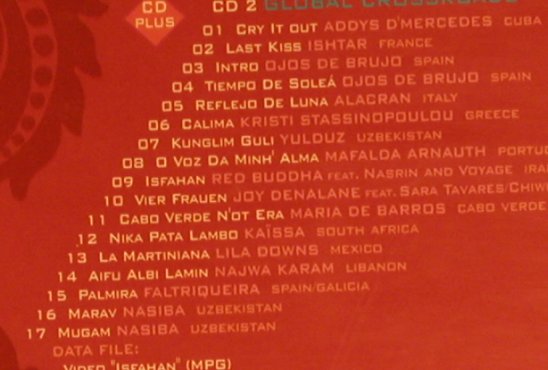 CD
PLUS
CD 2 GLOBAL CROSSROADS
01 CRY IT OUT ADDYS D'MERCEDES CUBA
02 LAST KISS ISHTAR FRANCE
03 INTRO OJOS DE BRUJO SPAIN
04 TIEMPO DE SOLEÁ OJOS DE BRUJO SPAIN
05 REFLEJO DE LUNA ALACRAN ITALY
06 CALIMA KRISTI STASSINOPOULOU GREECE
07 KUNGLIM GULI YULDUZ UZBEKISTAN
08 O VOZ DA MINH' ALMA MAFALDA ARNAUTH PORTU
09 ISFAHAN RED BUDDHA FEAT. NASRIN AND VOYAGE IRA
10 VIER FRAUEN JOY DENALANE FEAT. SARA TAVARES/CHIW
11 CABO VERDE N'OT ERA MARIA DE BARROS CABO VERDE
12 NIKA PATA LAMBO KAÏSSA SOUTH AFRICA
13 LA MARTINIANA LILA DOWNS MEXICO
14 AIFU ALBI LAMIN NAJWA KARAM LIBANON
15 PALMIRA FALTRIQUEIRA SPAIN/GALICIA
16 MARAV NASIBA UZBEKISTAN
17 MUGAM NASIBA UZBEKISTAN
DATA FILE:
VIDEO "ISFAHAN" (MPG)